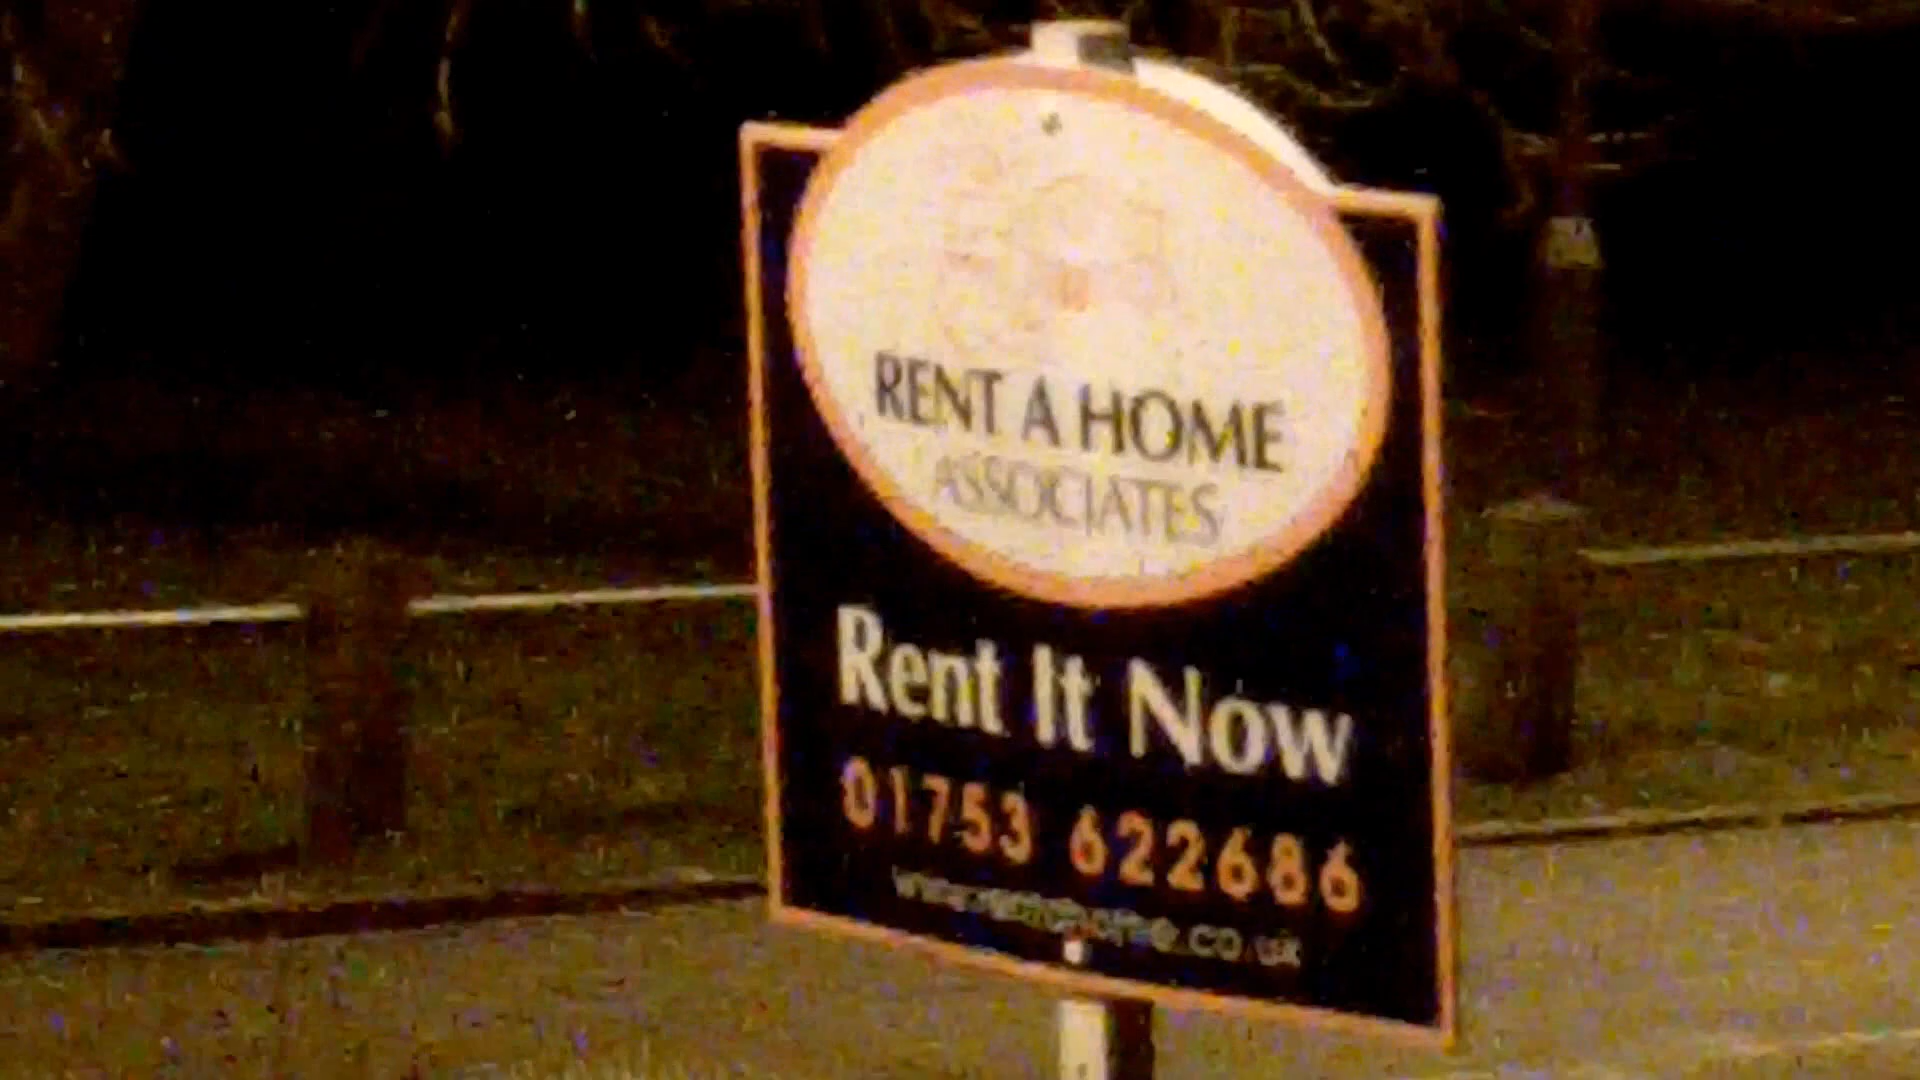 RENT A HOME
ASSOCIATES
Rent It Now
01753 622686